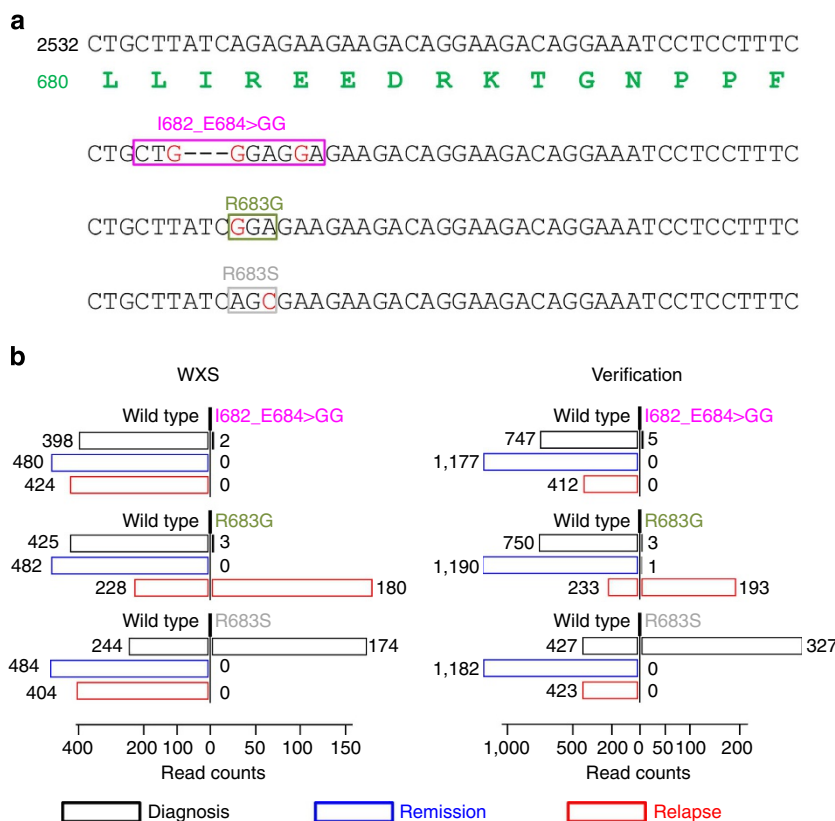 a
2532 CTGCTTATCAGAGAAGAAGACAGGAAGACAGGAAATCCTCCTTTC
680 L L I R E E D R K T G N P P F
I682_E684>GG
CTGCTG---GGAGGAGAAGACAGGAAGACAGGAAATCCTCCTTTC
R683G
CTGCTTATCGGAGAAGAAGACAGGAAGACAGGAAATCCTCCTTTC
R683S
CTGCTTATCAGCGAAGAAGACAGGAAGACAGGAAATCCTCCTTTC
b
WXS
Wild type I682_E684>GG
398 2
480 0
424 0
Wild type R683G
425 3
482 0
228 180
Wild type R683S
244 174
484 0
404 0
400 200 100 0 50 100 150
Read counts
Verification
Wild type I682_E684>GG
747 5
1,177 0
412 0
Wild type R683G
750 3
1,190 1
233 193
Wild type R683S
427 327
1,182 0
423 0
1,000 500 200 0 50 100 200
Read counts
Diagnosis Remission Relapse